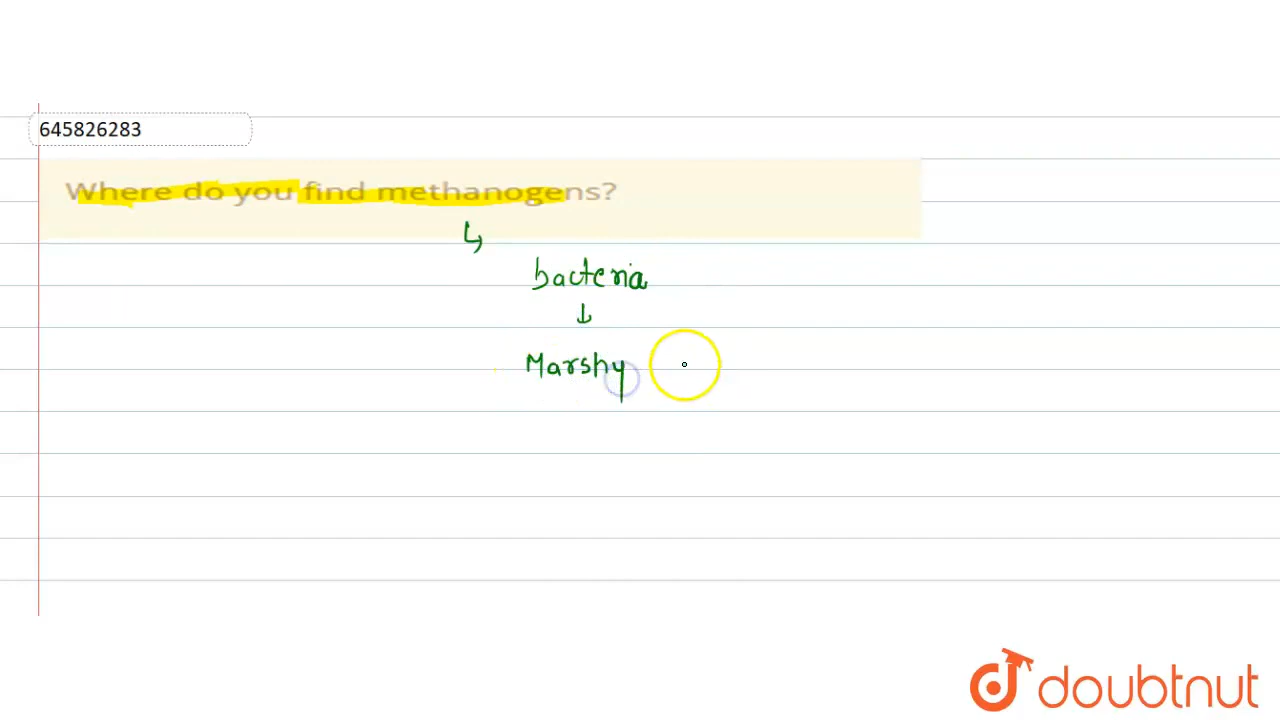 645826283
Where do you find methanogens?
bacteria
Marshy
doubtnut